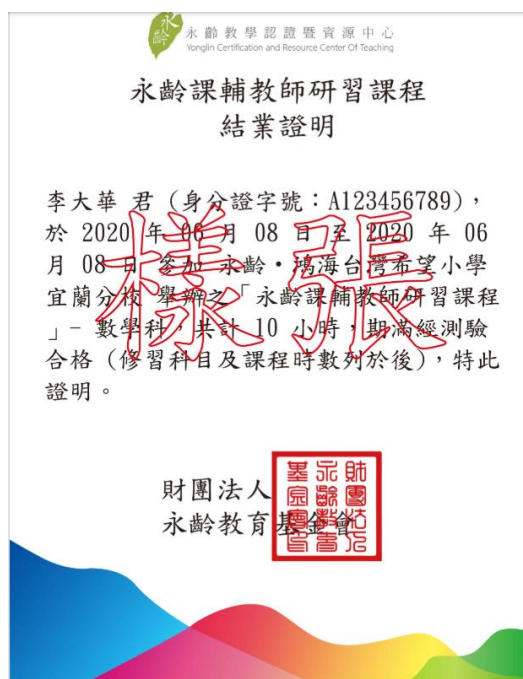 永齡
永齡教學認證暨資源中心
Yonglin Certification and Resource Center Of Teaching
永齡課輔教師研習課程
結業證明
李大華 君（身分證字號：A123456789），
於 2020 年 06 月 08 日至 2020 年 06
月 08 日 參加 永齡・鴻海台灣希望小學
宜蘭分校 舉辦之「永齡課輔教師研習課程
」- 數學科，共計 10 小時，期滿經測驗
合格（修習科目及課程時數列於後），特此
證明。
樣張
財團法人
永齡教育基金會